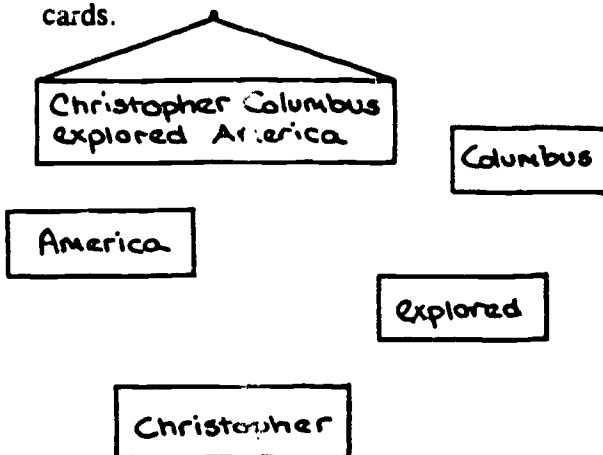 cards.
Christopher Columbus
explored America
Columbus
America
explored
Christopher